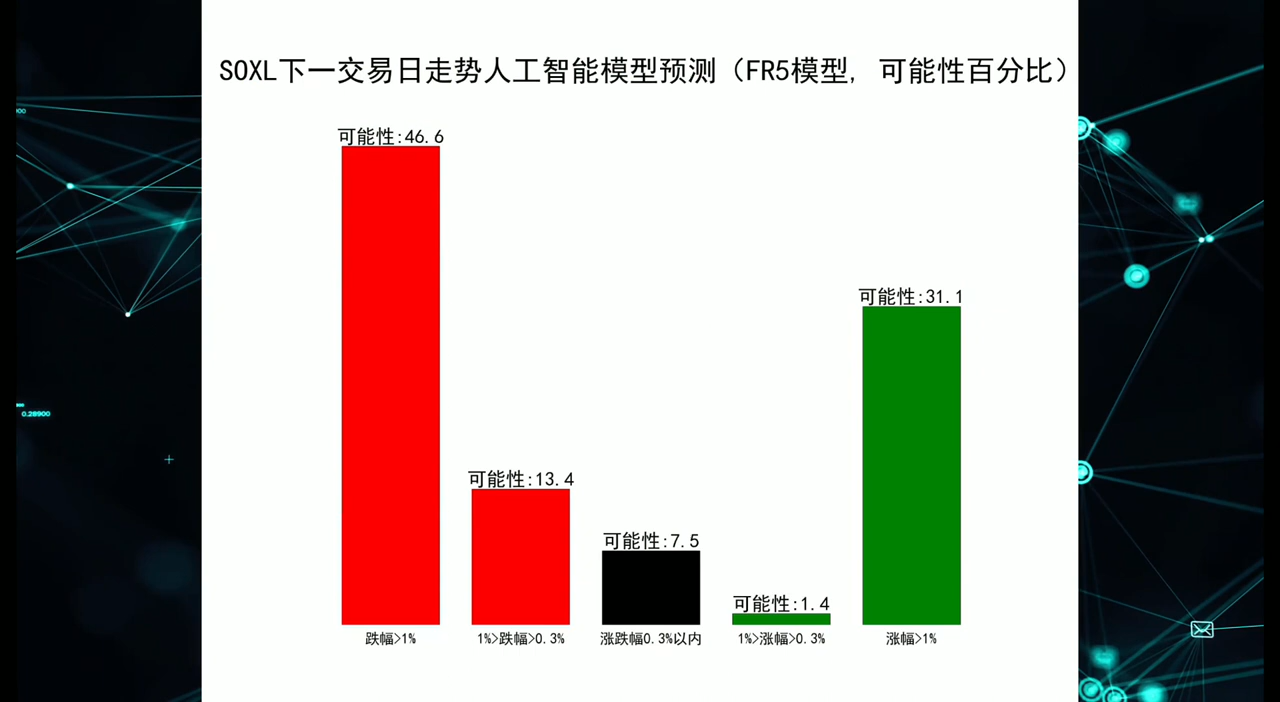 SOXL下一交易日走势人工智能模型预测（FR5模型, 可能性百分比）
可能性:46.6
可能性:31.1
可能性:13.4
可能性:7.5
可能性:1.4
跌幅>1%
1%>跌幅>0.3%
涨跌幅0.3%以内
1%>涨幅>0.3%
涨幅>1%
0.28900